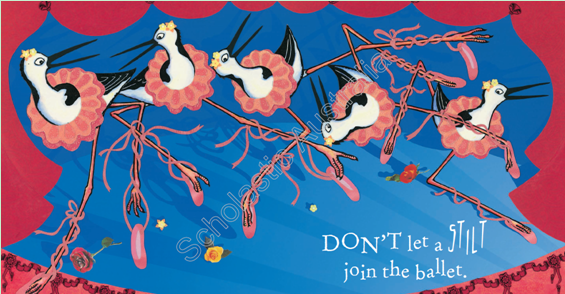 Scholastic Australia
DON'T let a STILT
join the ballet.